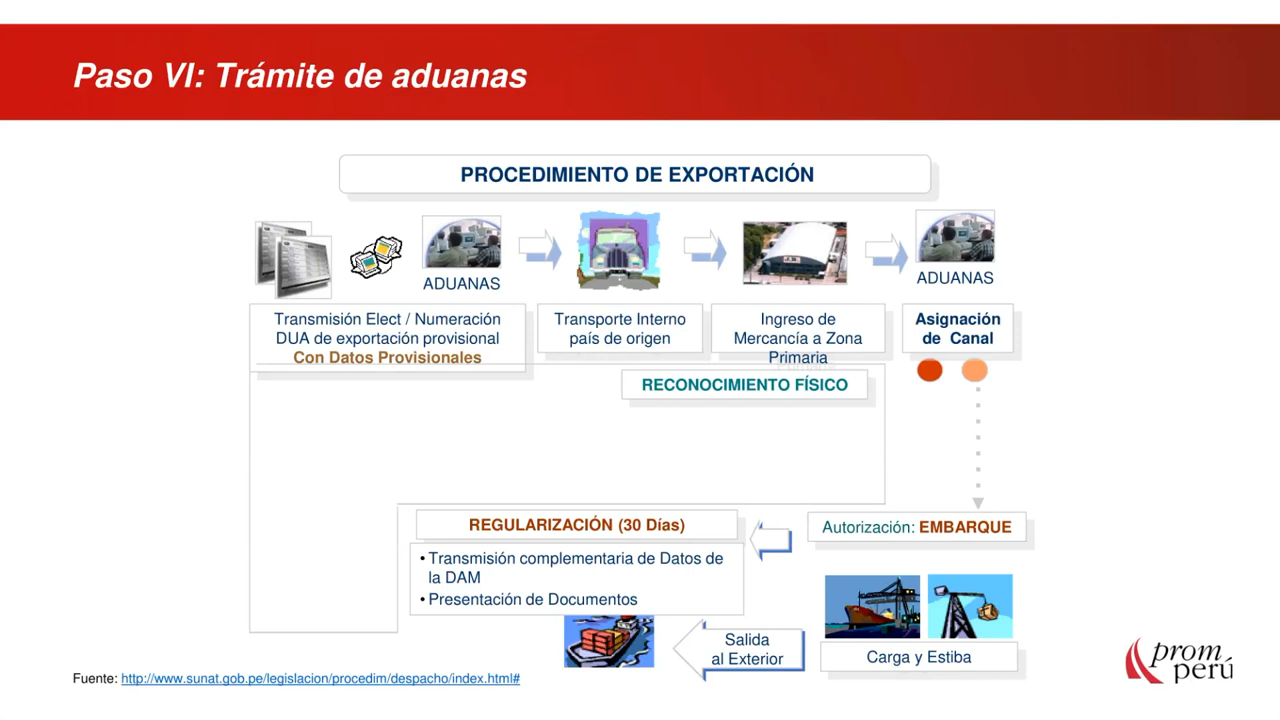 Paso VI: Trámite de aduanas
PROCEDIMIENTO DE EXPORTACIÓN
ADUANAS
ADUANAS
Transmisión Elect / Numeración
DUA de exportación provisional
Con Datos Provisionales
Transporte Interno
país de origen
Ingreso de
Mercancía a Zona
Primaria
Asignación
de Canal
RECONOCIMIENTO FÍSICO
REGULARIZACIÓN (30 Días)
Autorización: EMBARQUE
• Transmisión complementaria de Datos de
la DAM
• Presentación de Documentos
Salida
al Exterior
Carga y Estiba
Fuente: http://www.sunat.gob.pe/legislacion/procedim/despacho/index.html#
prom
perú